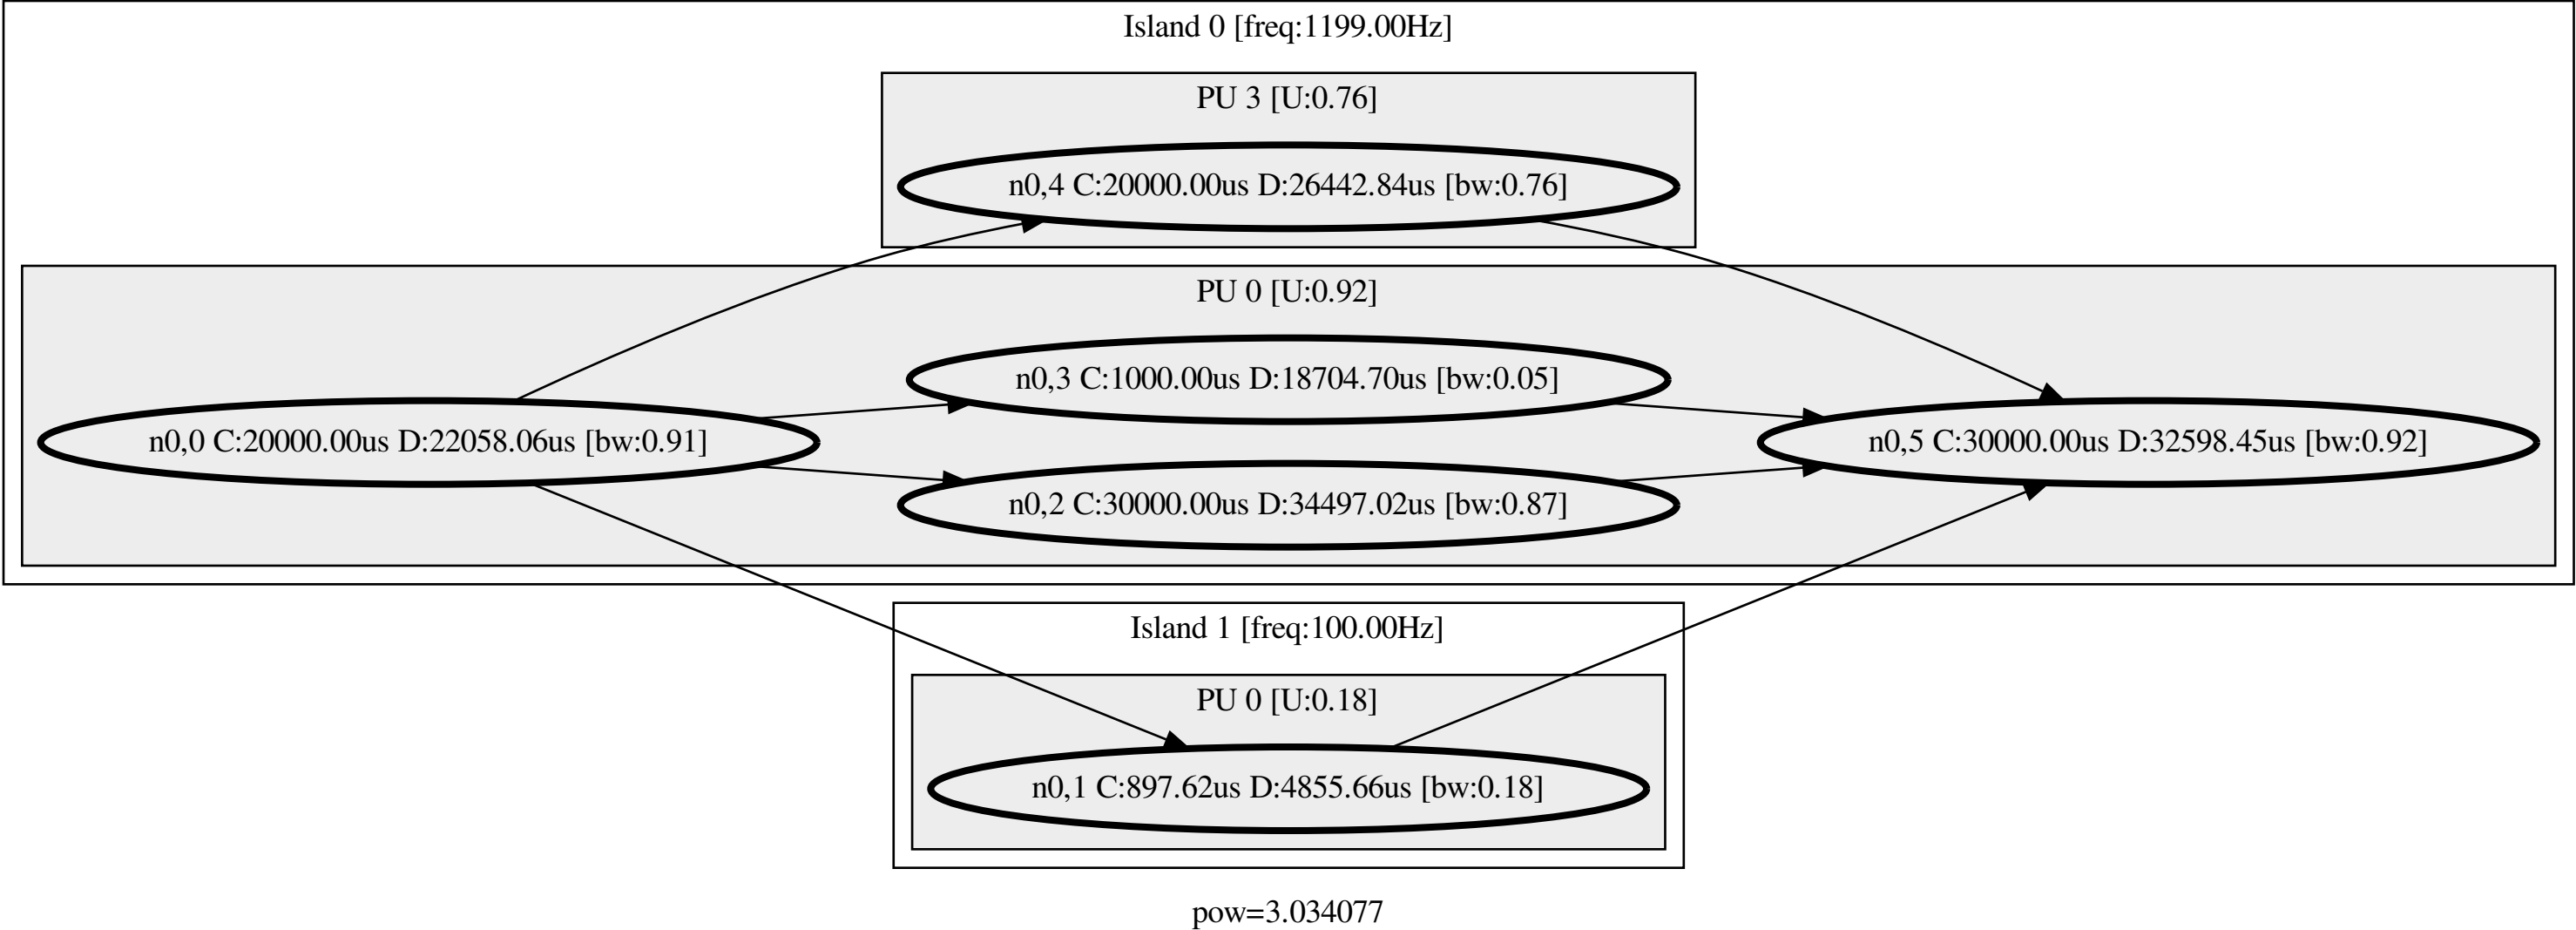 Island 0 [freq:1199.00Hz]
PU 3 [U:0.76]
n0,4 C:20000.00us D:26442.84us [bw:0.76]
PU 0 [U:0.92]
n0,3 C:1000.00us D:18704.70us [bw:0.05]
n0,0 C:20000.00us D:22058.06us [bw:0.91]
n0,5 C:30000.00us D:32598.45us [bw:0.92]
n0,2 C:30000.00us D:34497.02us [bw:0.87]
Island 1 [freq:100.00Hz]
PU 0 [U:0.18]
n0,1 C:897.62us D:4855.66us [bw:0.18]
pow=3.034077